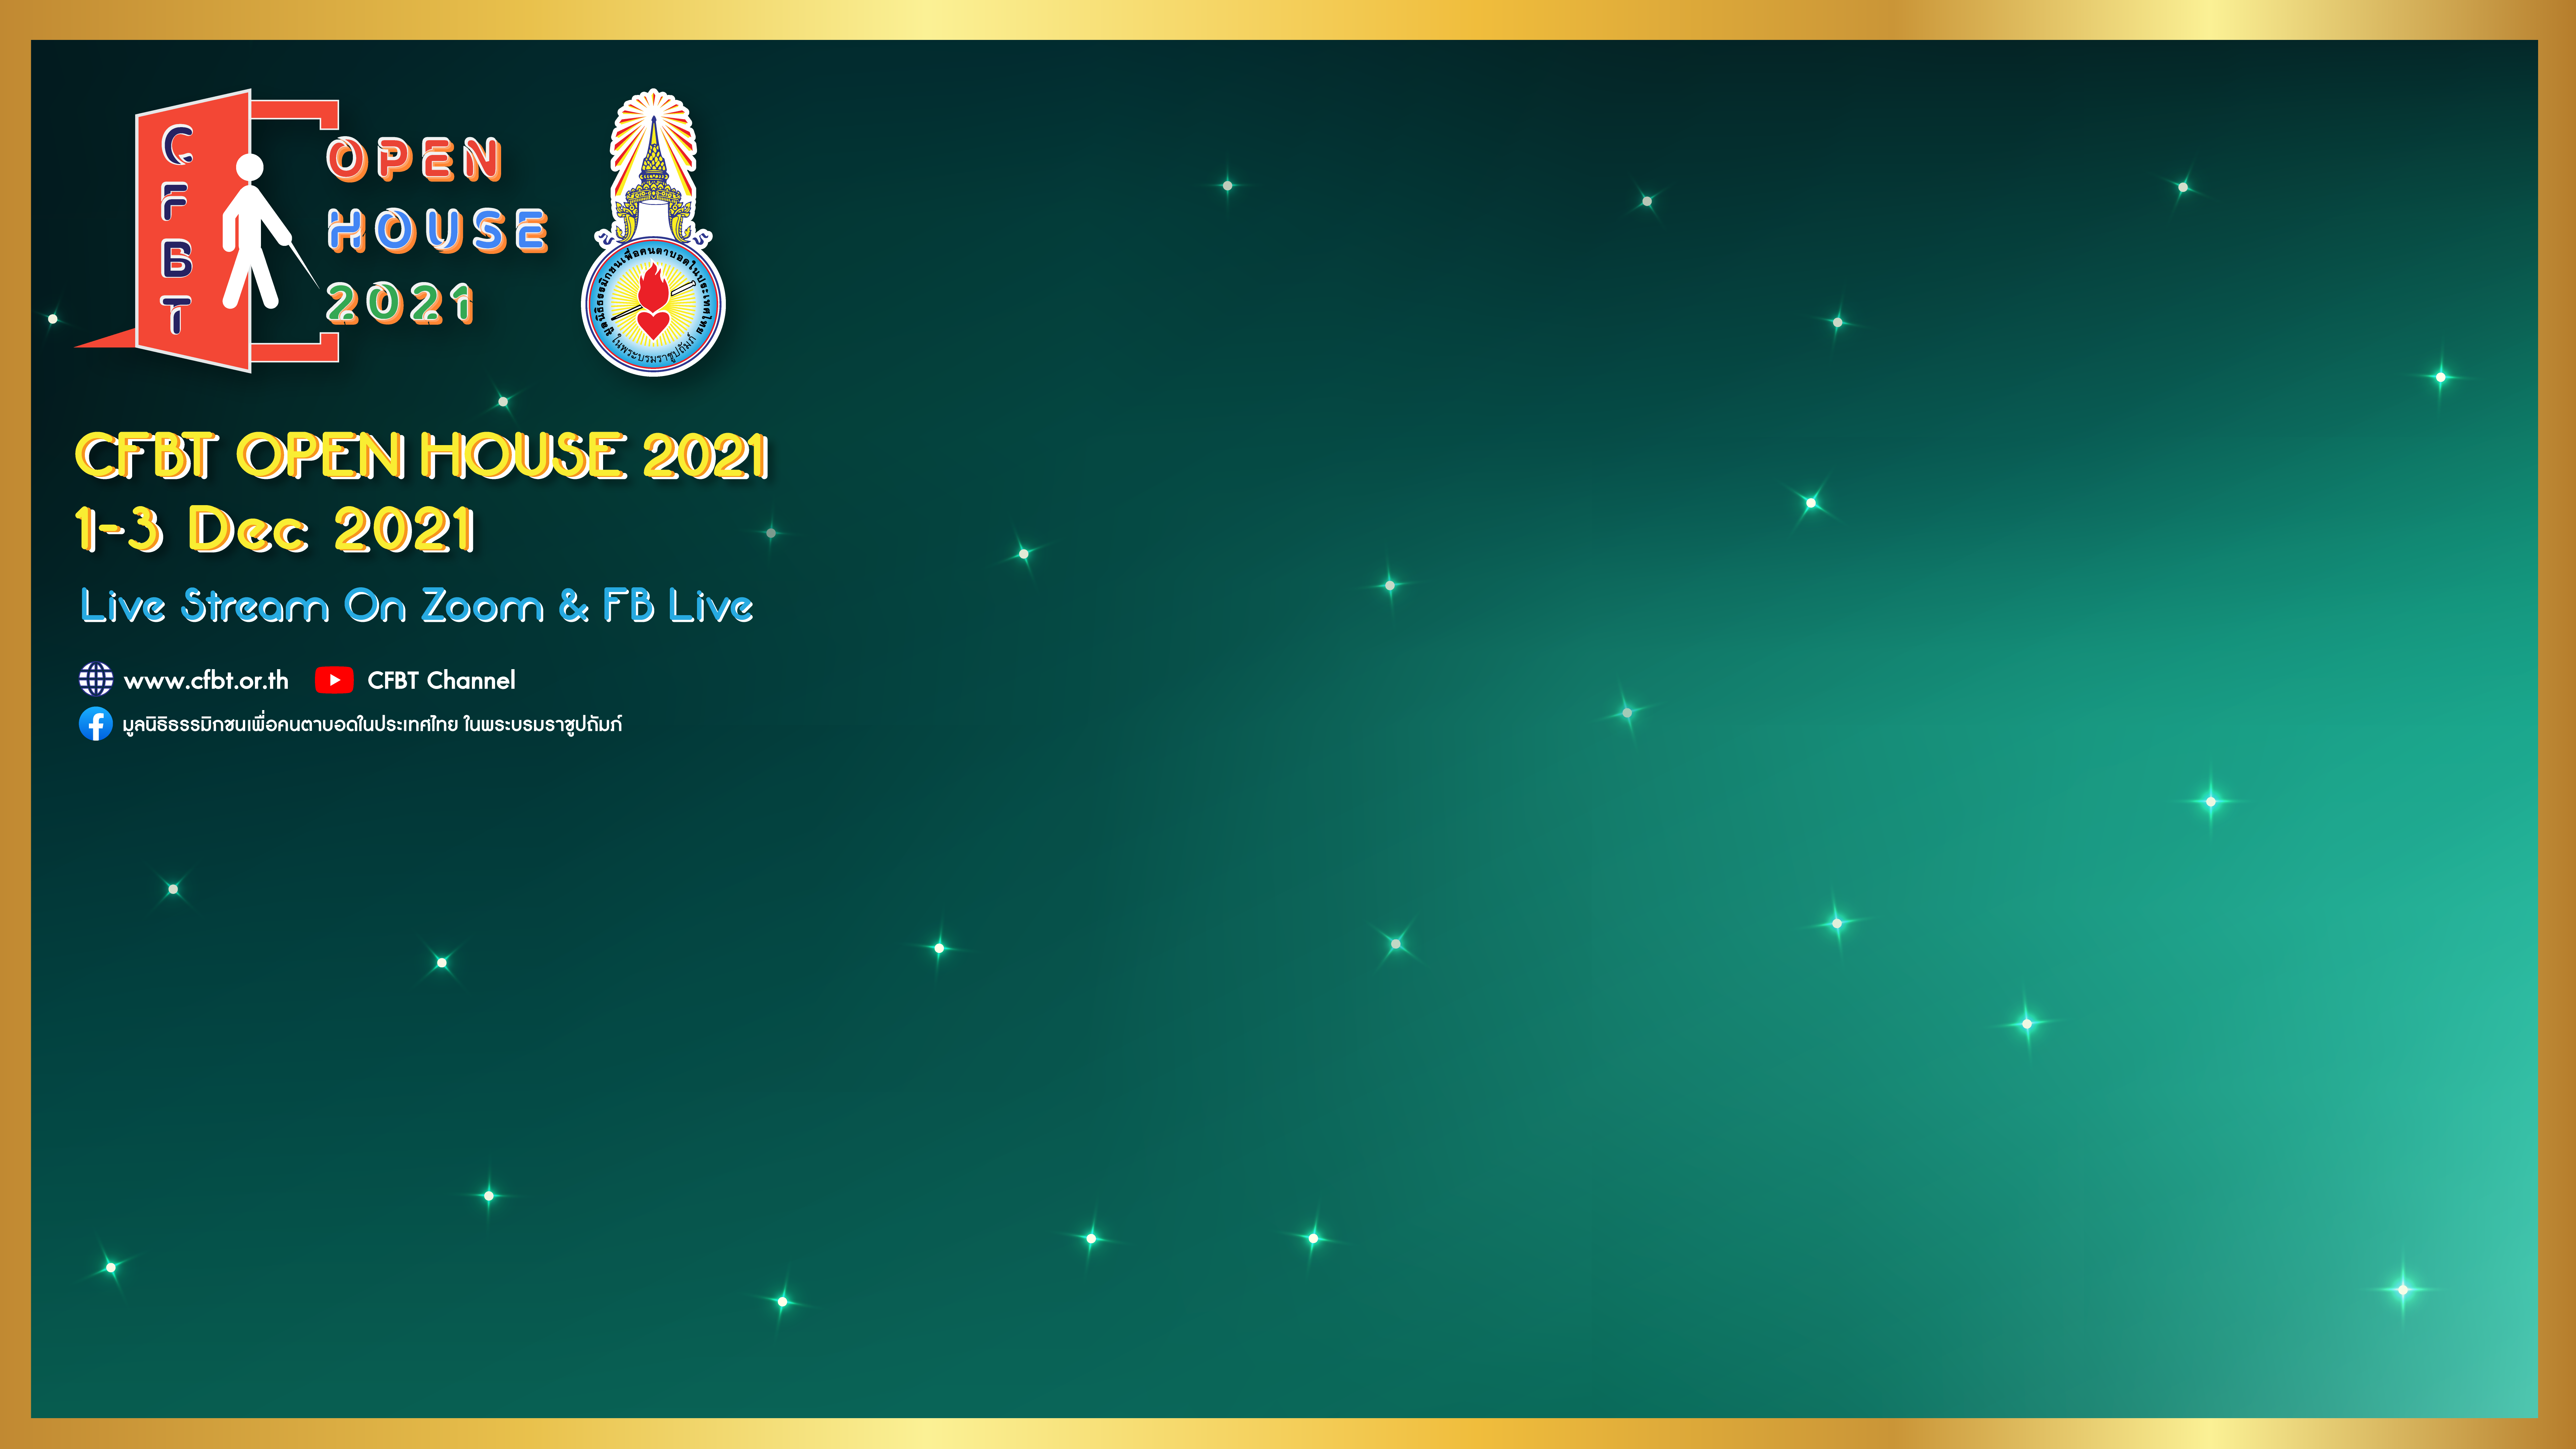 CFBT
OPEN
HOUSE
2021
มูลนิธิธรรมิกชนเพื่อคนตาบอดในประเทศไทย
ในพระบรมราชูปถัมภ์
CFBT OPEN HOUSE 2021
1-3 Dec 2021
Live Stream On Zoom & FB Live
www.cfbt.or.th CFBT Channel
มูลนิธิธรรมิกชนเพื่อคนตาบอดในประเทศไทย ในพระบรมราชูปถัมภ์